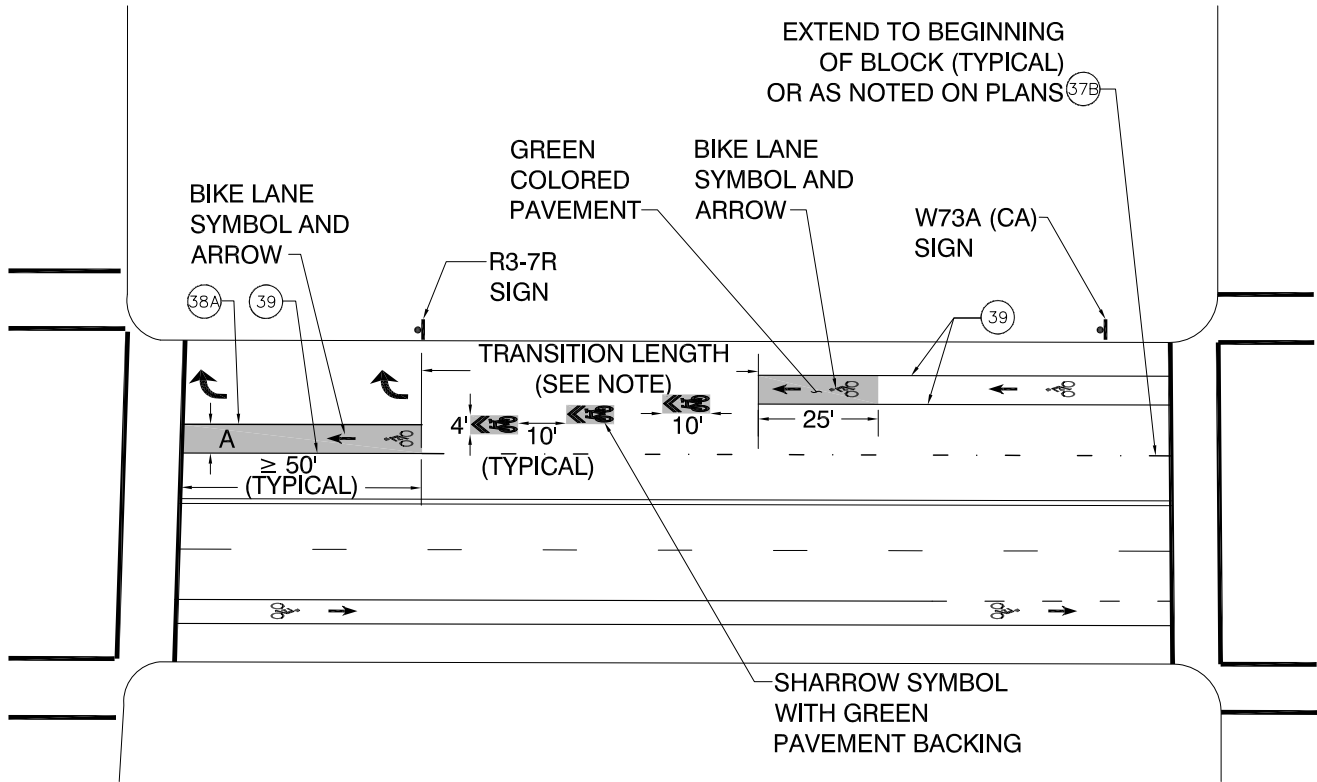 EXTEND TO BEGINNING
OF BLOCK (TYPICAL)
OR AS NOTED ON PLANS 37B
GREEN
COLORED
PAVEMENT
BIKE LANE
SYMBOL AND
ARROW
BIKE LANE
SYMBOL AND
ARROW
W73A (CA)
SIGN
R3-7R
SIGN
38A
39
39
TRANSITION LENGTH
(SEE NOTE)
A
4'
10'
(TYPICAL)
10'
25'
≥ 50'
(TYPICAL)
SHARROW SYMBOL
WITH GREEN
PAVEMENT BACKING